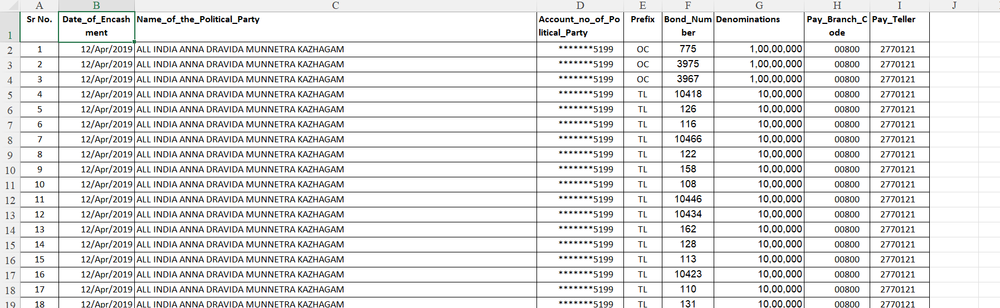 A B C D E F G H I J
1 Sr No. Date_of_Encash Name_of_the_Political_Party Account_no_of_Po Prefix Bond_Num Denominations Pay_Branch_C Pay_Teller
ment litical_Party ber ode
2 1 12/Apr/2019 ALL INDIA ANNA DRAVIDA MUNNETRA KAZHAGAM *******5199 OC 775 1,00,00,000 00800 2770121
3 2 12/Apr/2019 ALL INDIA ANNA DRAVIDA MUNNETRA KAZHAGAM *******5199 OC 3975 1,00,00,000 00800 2770121
4 3 12/Apr/2019 ALL INDIA ANNA DRAVIDA MUNNETRA KAZHAGAM *******5199 OC 3967 1,00,00,000 00800 2770121
5 4 12/Apr/2019 ALL INDIA ANNA DRAVIDA MUNNETRA KAZHAGAM *******5199 TL 10418 10,00,000 00800 2770121
6 5 12/Apr/2019 ALL INDIA ANNA DRAVIDA MUNNETRA KAZHAGAM *******5199 TL 126 10,00,000 00800 2770121
7 6 12/Apr/2019 ALL INDIA ANNA DRAVIDA MUNNETRA KAZHAGAM *******5199 TL 116 10,00,000 00800 2770121
8 7 12/Apr/2019 ALL INDIA ANNA DRAVIDA MUNNETRA KAZHAGAM *******5199 TL 10466 10,00,000 00800 2770121
9 8 12/Apr/2019 ALL INDIA ANNA DRAVIDA MUNNETRA KAZHAGAM *******5199 TL 122 10,00,000 00800 2770121
10 9 12/Apr/2019 ALL INDIA ANNA DRAVIDA MUNNETRA KAZHAGAM *******5199 TL 158 10,00,000 00800 2770121
11 10 12/Apr/2019 ALL INDIA ANNA DRAVIDA MUNNETRA KAZHAGAM *******5199 TL 108 10,00,000 00800 2770121
12 11 12/Apr/2019 ALL INDIA ANNA DRAVIDA MUNNETRA KAZHAGAM *******5199 TL 10446 10,00,000 00800 2770121
13 12 12/Apr/2019 ALL INDIA ANNA DRAVIDA MUNNETRA KAZHAGAM *******5199 TL 10434 10,00,000 00800 2770121
14 13 12/Apr/2019 ALL INDIA ANNA DRAVIDA MUNNETRA KAZHAGAM *******5199 TL 162 10,00,000 00800 2770121
15 14 12/Apr/2019 ALL INDIA ANNA DRAVIDA MUNNETRA KAZHAGAM *******5199 TL 128 10,00,000 00800 2770121
16 15 12/Apr/2019 ALL INDIA ANNA DRAVIDA MUNNETRA KAZHAGAM *******5199 TL 113 10,00,000 00800 2770121
17 16 12/Apr/2019 ALL INDIA ANNA DRAVIDA MUNNETRA KAZHAGAM *******5199 TL 10423 10,00,000 00800 2770121
18 17 12/Apr/2019 ALL INDIA ANNA DRAVIDA MUNNETRA KAZHAGAM *******5199 TL 110 10,00,000 00800 2770121
19 18 12/Apr/2019 ALL INDIA ANNA DRAVIDA MUNNETRA KAZHAGAM *******5199 TL 131 10,00,000 00800 2770121